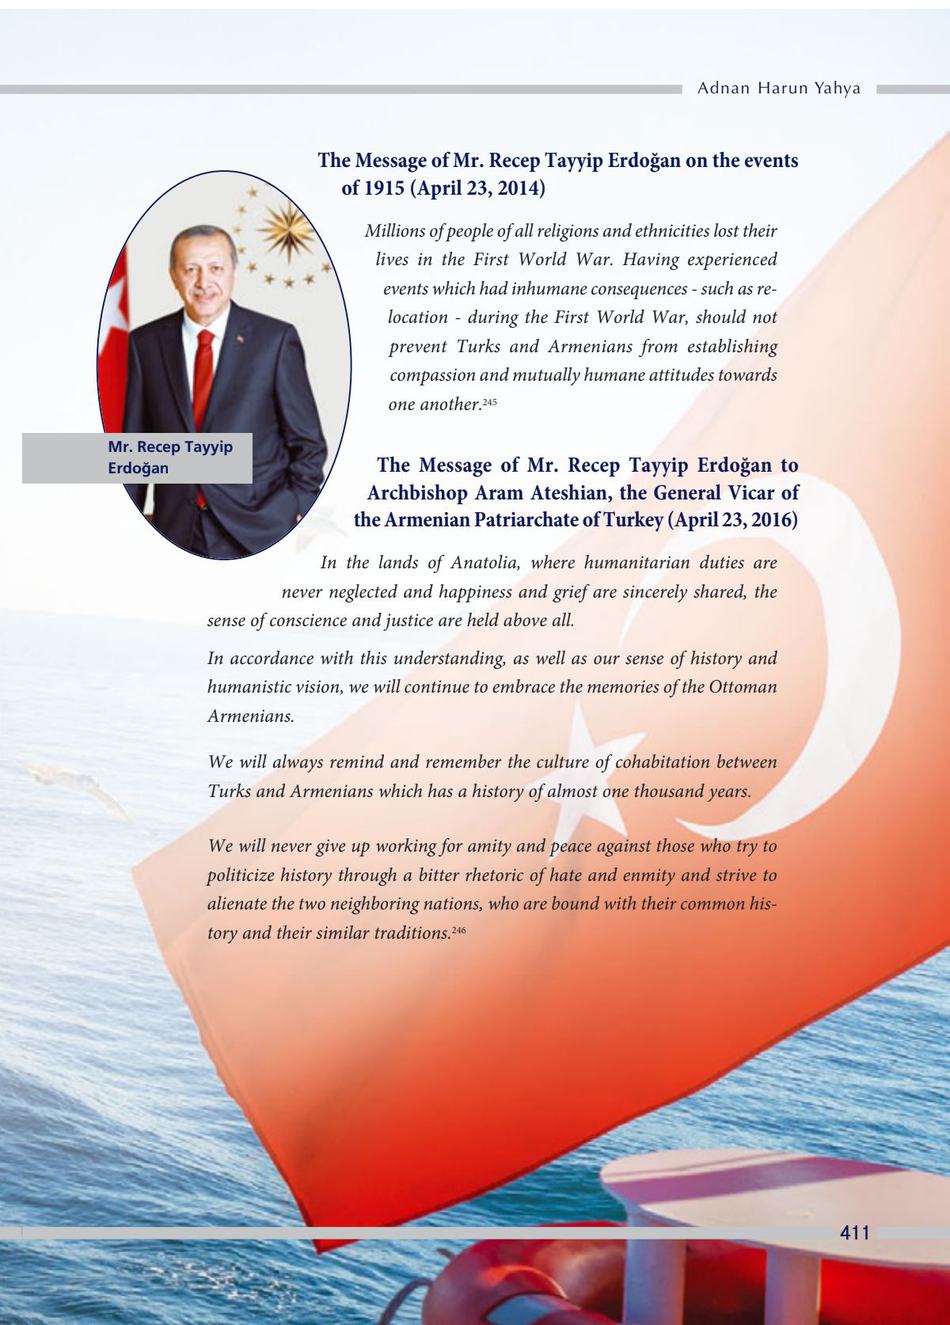 Adnan Harun Yahya
The Message of Mr. Recep Tayyip Erdoğan on the events
of 1915 (April 23, 2014)
Millions of people of all religions and ethnicities lost their
lives in the First World War. Having experienced
events which had inhumane consequences - such as re-
location - during the First World War, should not
prevent Turks and Armenians from establishing
compassion and mutually humane attitudes towards
one another.245
Mr. Recep Tayyip
Erdoğan
The Message of Mr. Recep Tayyip Erdoğan to
Archbishop Aram Ateshian, the General Vicar of
the Armenian Patriarchate of Turkey (April 23, 2016)
In the lands of Anatolia, where humanitarian duties are
never neglected and happiness and grief are sincerely shared, the
sense of conscience and justice are held above all.
In accordance with this understanding, as well as our sense of history and
humanistic vision, we will continue to embrace the memories of the Ottoman
Armenians.
We will always remind and remember the culture of cohabitation between
Turks and Armenians which has a history of almost one thousand years.
We will never give up working for amity and peace against those who try to
politicize history through a bitter rhetoric of hate and enmity and strive to
alienate the two neighboring nations, who are bound with their common his-
tory and their similar traditions.246
411